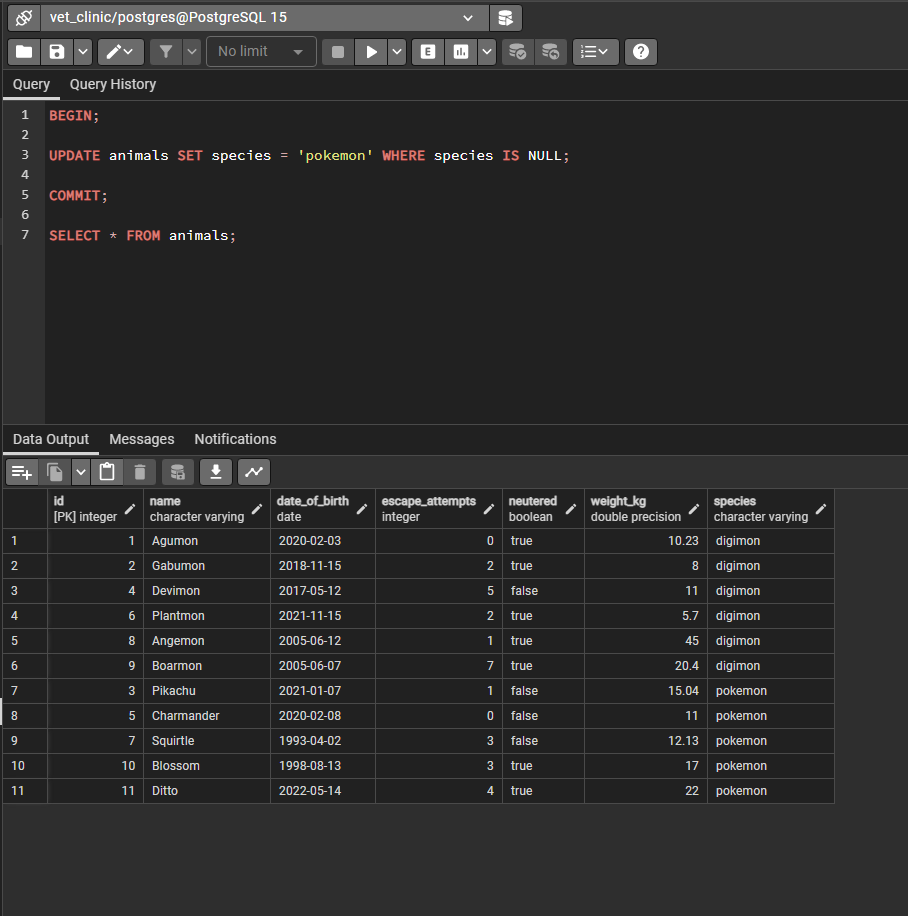 vet_clinic/postgres@PostgreSQL 15
No limit
E
Query Query History
1 BEGIN;
2
3 UPDATE animals SET species = 'pokemon' WHERE species IS NULL;
4
5 COMMIT;
6
7 SELECT * FROM animals;
Data Output Messages Notifications
id name date_of_birth escape_attempts neutered weight_kg species
[PK] integer character varying date integer boolean double precision character varying
1 1 Agumon 2020-02-03 0 true 10.23 digimon
2 2 Gabumon 2018-11-15 2 true 8 digimon
3 4 Devimon 2017-05-12 5 false 11 digimon
4 6 Plantmon 2021-11-15 2 true 5.7 digimon
5 8 Angemon 2005-06-12 1 true 45 digimon
6 9 Boarmon 2005-06-07 7 true 20.4 digimon
7 3 Pikachu 2021-01-07 1 false 15.04 pokemon
8 5 Charmander 2020-02-08 0 false 11 pokemon
9 7 Squirtle 1993-04-02 3 false 12.13 pokemon
10 10 Blossom 1998-08-13 3 true 17 pokemon
11 11 Ditto 2022-05-14 4 true 22 pokemon